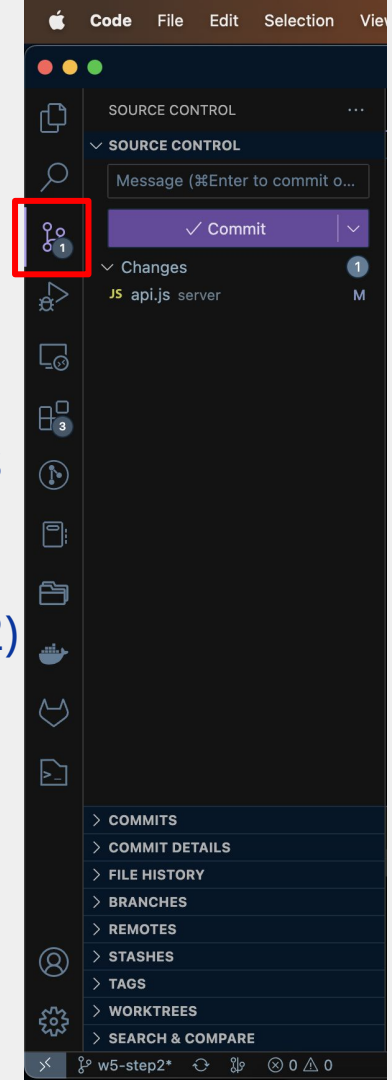 Code File Edit Selection View
SOURCE CONTROL ...
SOURCE CONTROL
Message (⌘Enter to commit o...
✓ Commit
1
Changes 1
JS api.js server M
3
2)
COMMITS
COMMIT DETAILS
FILE HISTORY
BRANCHES
REMOTES
STASHES
TAGS
WORKTREES
SEARCH & COMPARE
w5-step2* 0 0